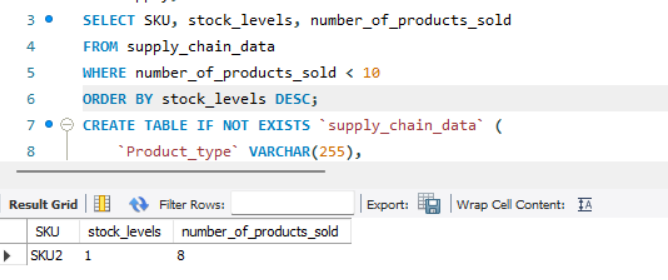 3 SELECT SKU, stock_levels, number_of_products_sold
4 FROM supply_chain_data
5 WHERE number_of_products_sold < 10
6 ORDER BY stock_levels DESC;
7 CREATE TABLE IF NOT EXISTS `supply_chain_data` (
8 `Product_type` VARCHAR(255),
Result Grid Filter Rows: Export: Wrap Cell Content: IA
SKU stock_levels number_of_products_sold
SKU2 1 8